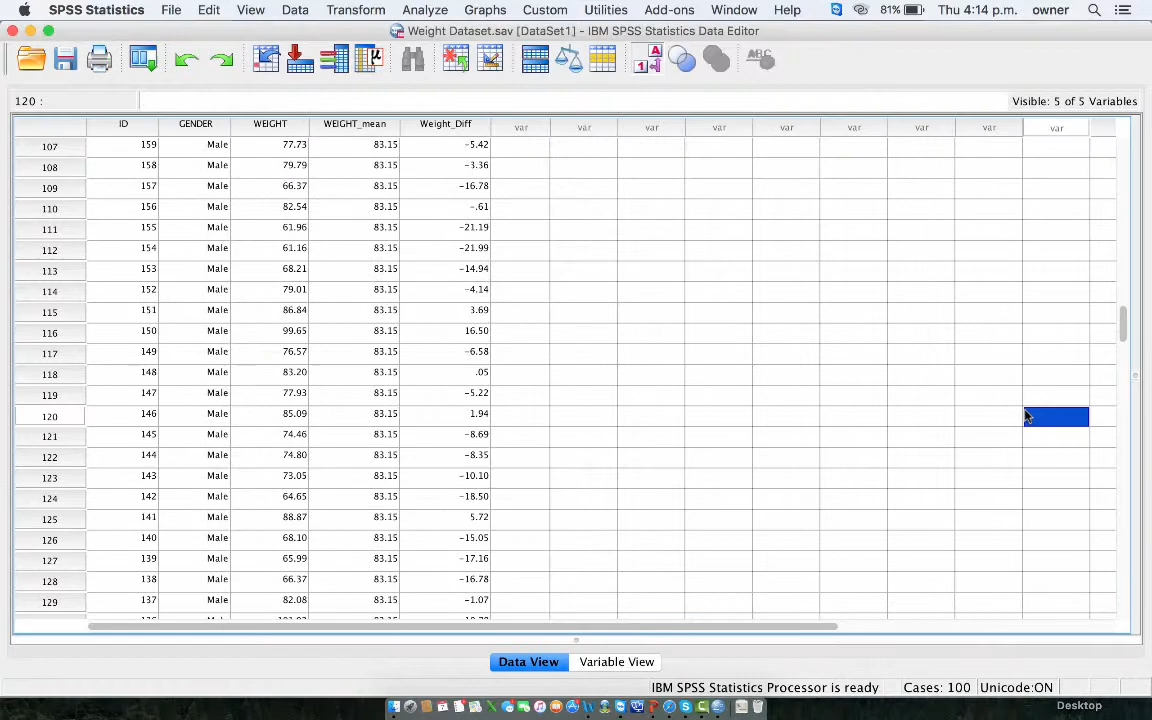 SPSS Statistics File Edit View Data Transform Analyze Graphs Custom Utilities Add-ons Window Help 81% Thu 4:14 p.m. owner
Weight Dataset.sav [DataSet1] - IBM SPSS Statistics Data Editor
120 : Visible: 5 of 5 Variables
ID GENDER WEIGHT WEIGHT_mean Weight_Diff var var var var var var var var var
107 159 Male 77.73 83.15 -5.42
108 158 Male 79.79 83.15 -3.36
109 157 Male 66.37 83.15 -16.78
110 156 Male 82.54 83.15 -.61
111 155 Male 61.96 83.15 -21.19
112 154 Male 61.16 83.15 -21.99
113 153 Male 68.21 83.15 -14.94
114 152 Male 79.01 83.15 -4.14
115 151 Male 86.84 83.15 3.69
116 150 Male 99.65 83.15 16.50
117 149 Male 76.57 83.15 -6.58
118 148 Male 83.20 83.15 .05
119 147 Male 77.93 83.15 -5.22
120 146 Male 85.09 83.15 1.94
121 145 Male 74.46 83.15 -8.69
122 144 Male 74.80 83.15 -8.35
123 143 Male 73.05 83.15 -10.10
124 142 Male 64.65 83.15 -18.50
125 141 Male 88.87 83.15 5.72
126 140 Male 68.10 83.15 -15.05
127 139 Male 65.99 83.15 -17.16
128 138 Male 66.37 83.15 -16.78
129 137 Male 82.08 83.15 -1.07
Data View Variable View
IBM SPSS Statistics Processor is ready Cases: 100 Unicode:ON
Desktop